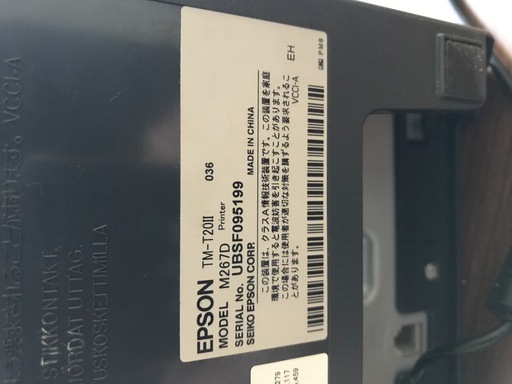 EPSON TM-T20II 036
MODEL M267D Printer
SERIAL No. UBSF095199
SEIKO EPSON CORP. MADE IN CHINA
この装置は、クラスA情報技術装置です。この装置を家庭
環境で使用すると電波妨害を引き起こすことがあります。
この場合には使用者が適切な対策を講ずるよう要求されるこ
とがあります。 VCCI-A
EH
VCCI-A
STIKKONTAKT.
JORDAT UTTAG.
279
.117
.459